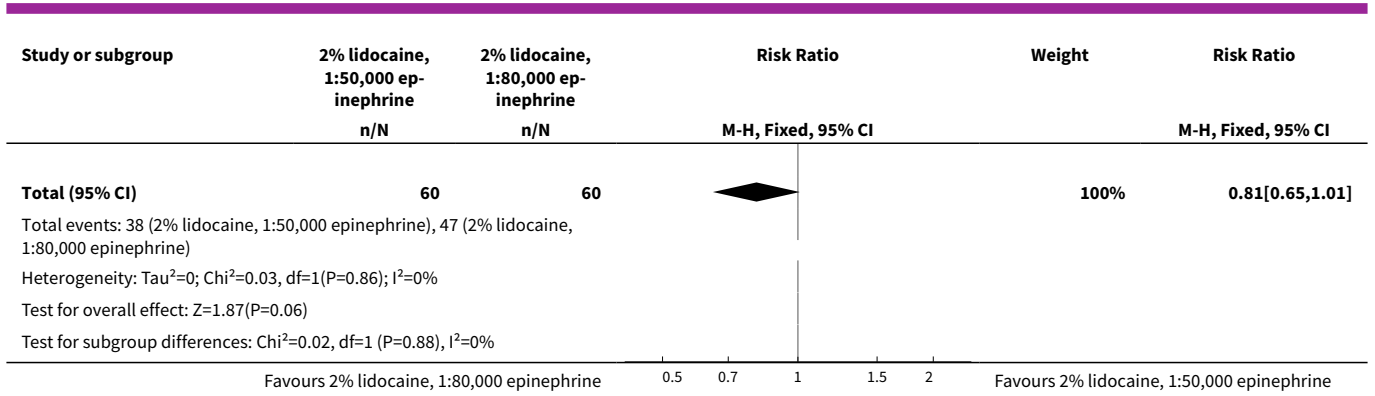 Study or subgroup 2% lidocaine, 2% lidocaine, Risk Ratio Weight Risk Ratio
1:50,000 ep- 1:80,000 ep-
inephrine inephrine
n/N n/N M-H, Fixed, 95% CI M-H, Fixed, 95% CI
Total (95% CI) 60 60 100% 0.81[0.65,1.01]
Total events: 38 (2% lidocaine, 1:50,000 epinephrine), 47 (2% lidocaine,
1:80,000 epinephrine)
Heterogeneity: Tau²=0; Chi²=0.03, df=1(P=0.86); I²=0%
Test for overall effect: Z=1.87(P=0.06)
Test for subgroup differences: Chi²=0.02, df=1 (P=0.88), I²=0%
Favours 2% lidocaine, 1:80,000 epinephrine 0.5 0.7 1 1.5 2 Favours 2% lidocaine, 1:50,000 epinephrine